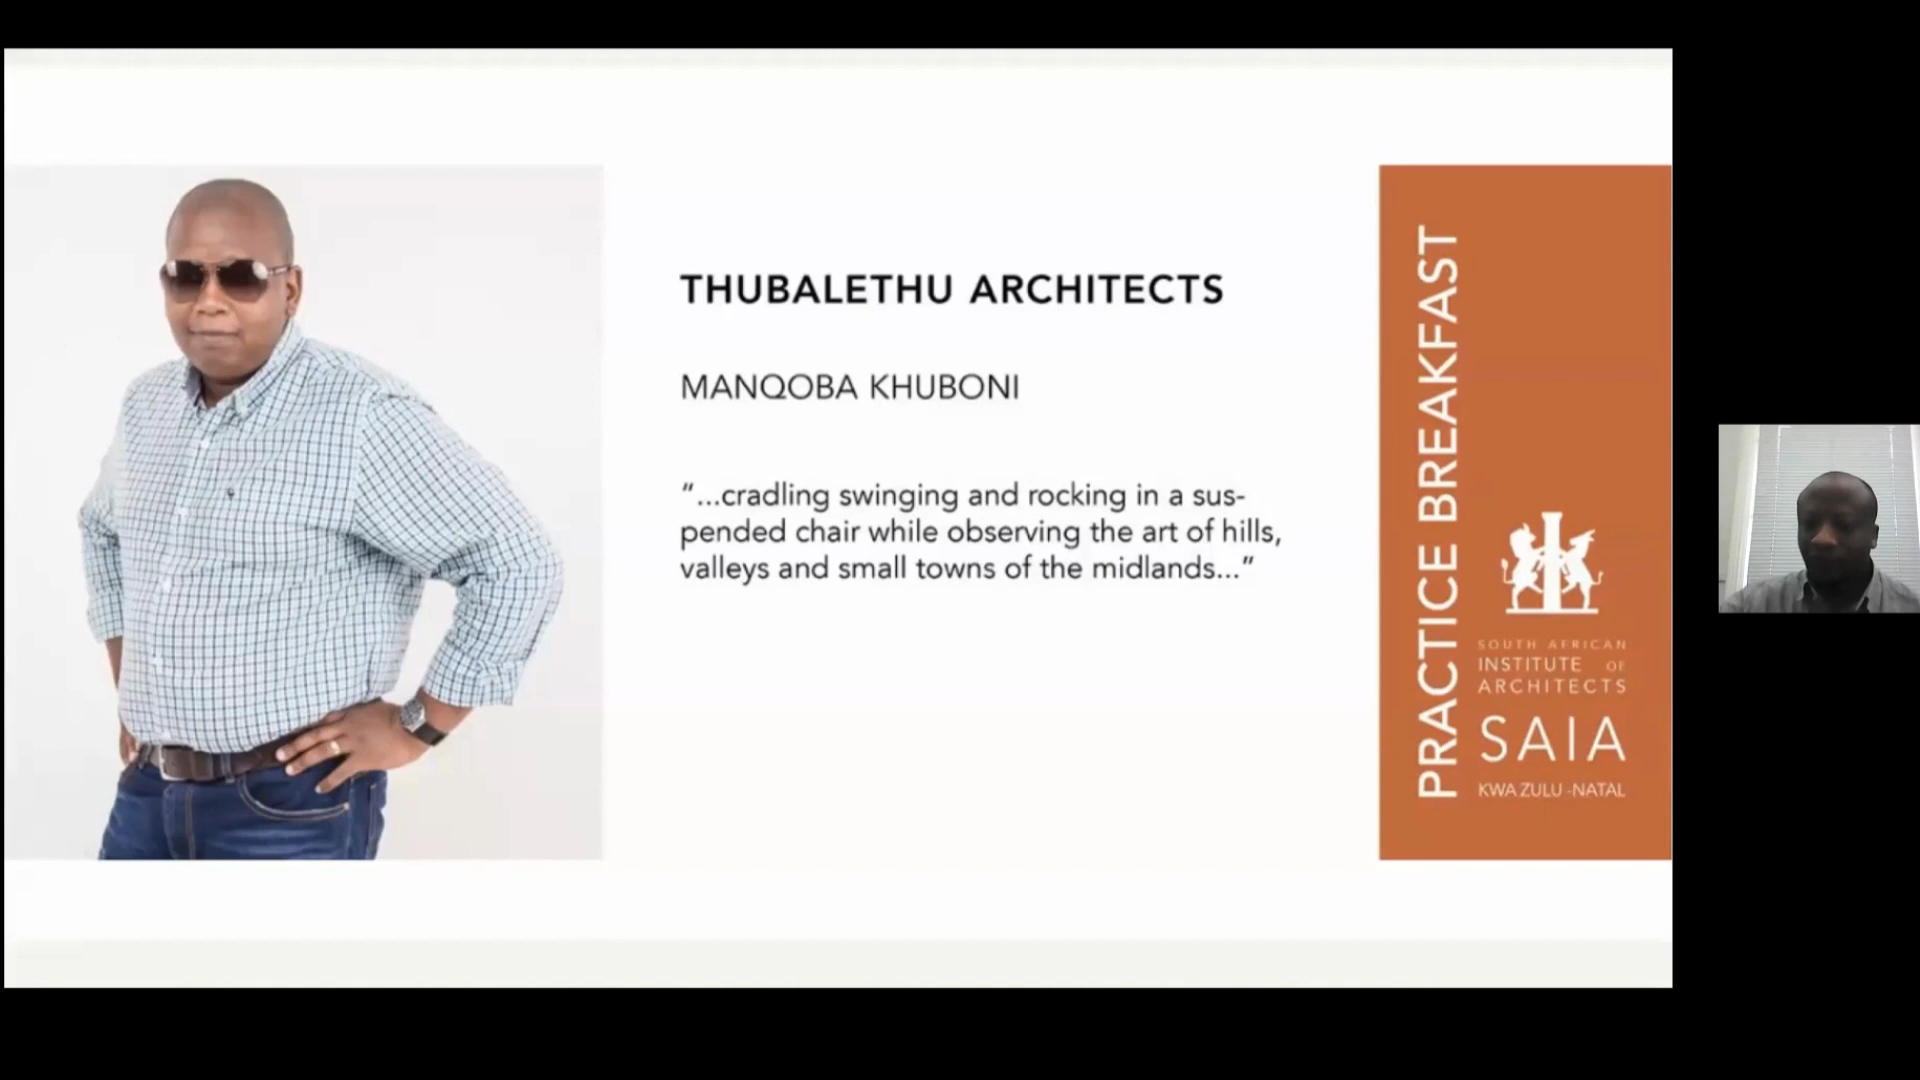 THUBALETHU ARCHITECTS
MANQOBA KHUBONI
“...cradling swinging and rocking in a sus-
pended chair while observing the art of hills,
valleys and small towns of the midlands...”
PRACTICE BREAKFAST
SOUTH AFRICAN
INSTITUTE OF
ARCHITECTS
SAIA
KWA ZULU -NATAL